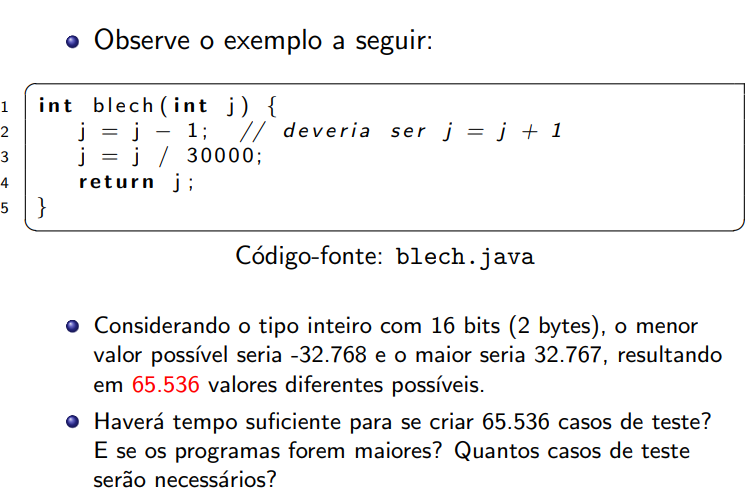 Observe o exemplo a seguir:
1 int blech(int j) {
2 j = j − 1; // deveria ser j = j + 1
3 j = j / 30000;
4 return j;
5 }
Código-fonte: blech.java
Considerando o tipo inteiro com 16 bits (2 bytes), o menor
valor possível seria -32.768 e o maior seria 32.767, resultando
em 65.536 valores diferentes possíveis.
Haverá tempo suficiente para se criar 65.536 casos de teste?
E se os programas forem maiores? Quantos casos de teste
serão necessários?